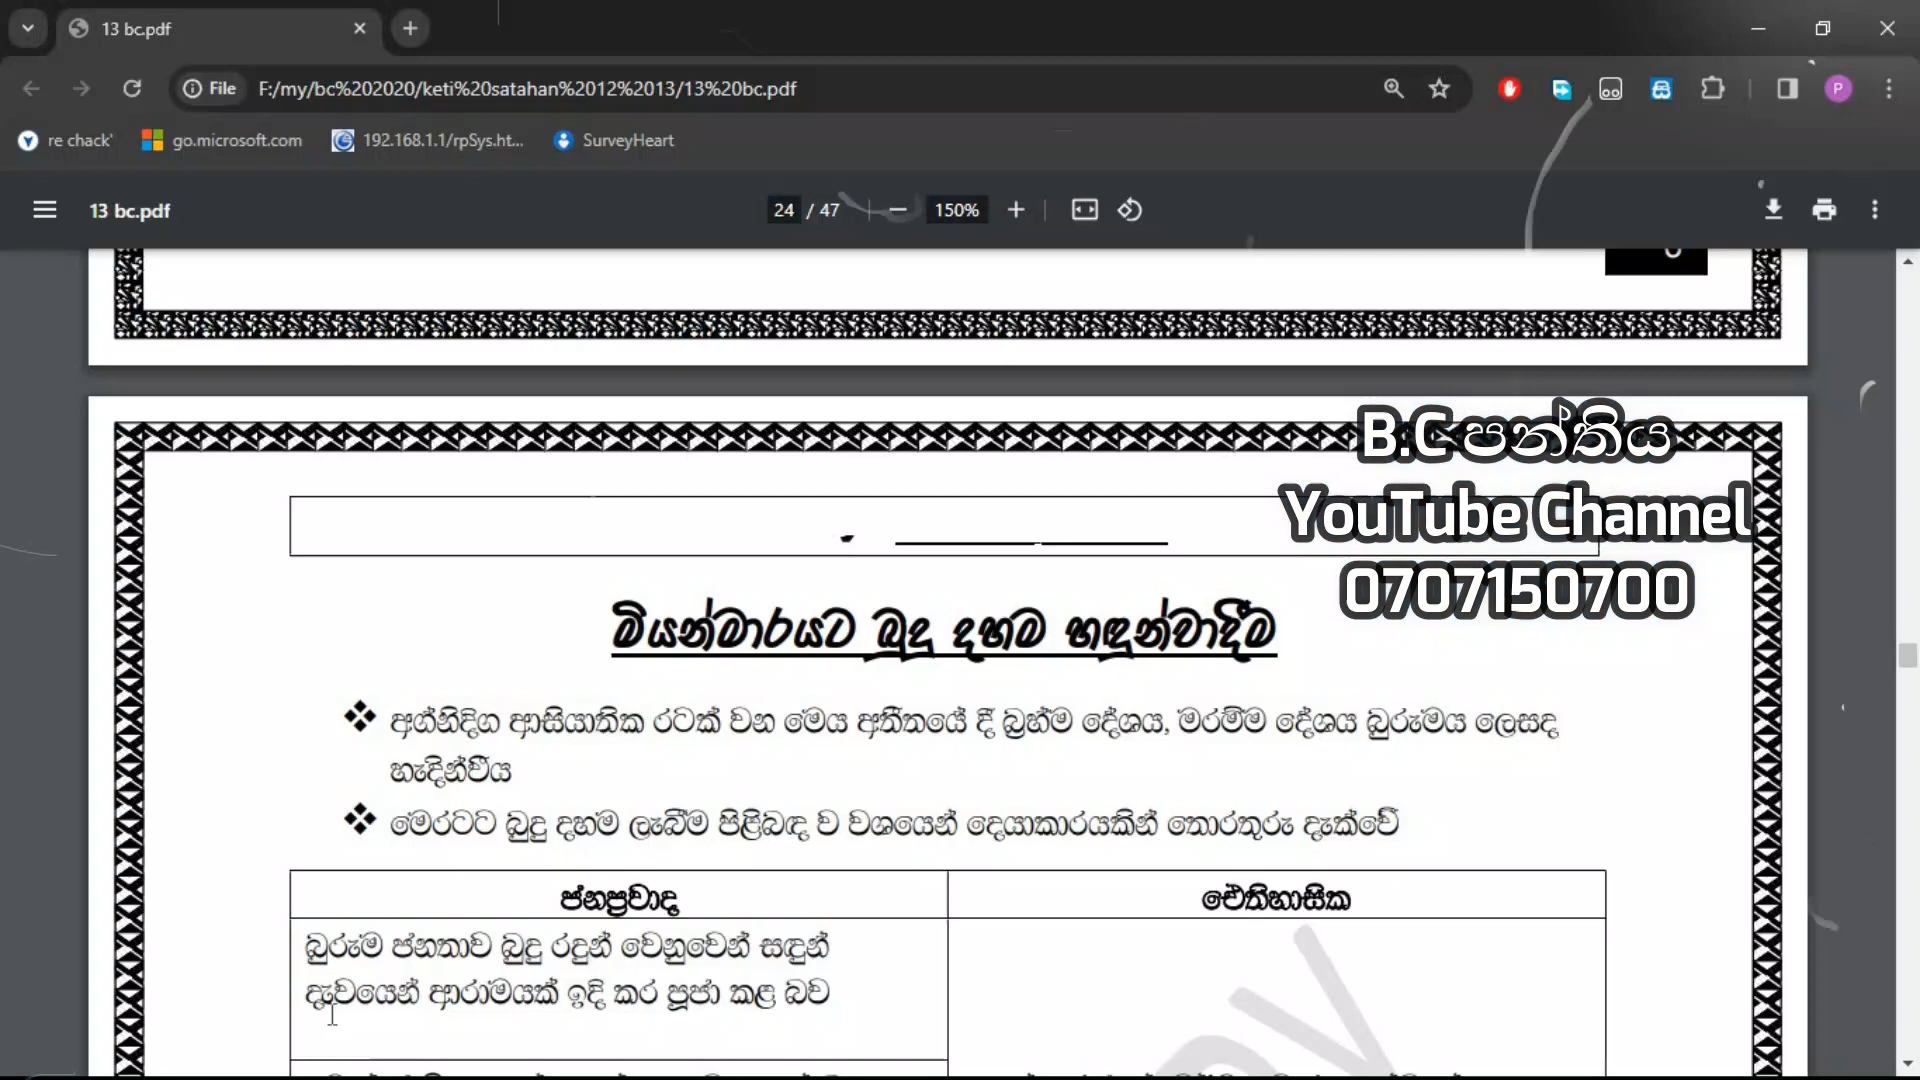 13 bc.pdf
File F:/my/bc%202020/keti%20satahan%2012%2013/13%20bc.pdf
P
re chack' go.microsoft.com 192.168.1.1/rpSys.ht... SurveyHeart
13 bc.pdf 24 / 47 150%
B.C පන්තිය
YouTube Channel
0707150700
මියන්මාරයට බුදු දහම හඳුන්වාදීම
අග්නිදිග ආසියාතික රටක් වන මෙය අතීතයේ දී බ්‍රහ්ම දේශය, මරම්ම දේශය බුරුමය ලෙසද
හැදින්වීය
මෙරටට බුදු දහම ලැබීම පිළිබඳ ව වශයෙන් දෙයාකාරයකින් තොරතුරු දැක්වේ
ජනප්‍රවාද ඓතිහාසික
බුරුම ජනතාව බුදු රදුන් වෙනුවෙන් සඳුන්
දැවයෙන් ආරාමයක් ඉදි කර පූජා කළ බව